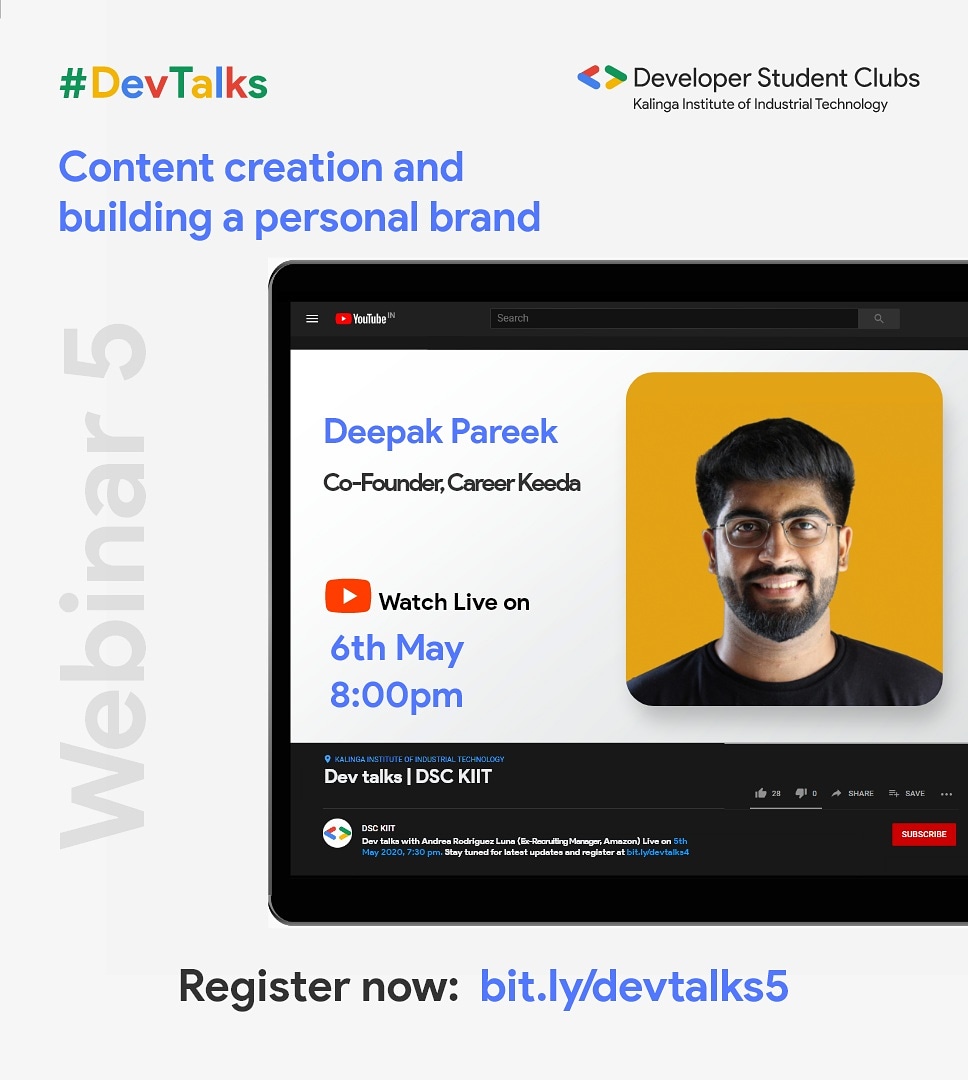 #DevTalks
Developer Student Clubs
Kalinga Institute of Industrial Technology
Content creation and
building a personal brand
Webinar 5
YouTube IN
Search
Deepak Pareek
Co-Founder, Career Keeda
Watch Live on
6th May
8:00pm
KALINGA INSTITUTE OF INDUSTRIAL TECHNOLOGY
Dev talks | DSC KIIT
28 0 SHARE SAVE
DSC KIIT
Dev talks with Andrea Rodriguez Luna (Ex-Recruiting Manager, Amazon) Live on 5th
May 2020, 7:30 pm. Stay tuned for latest updates and register at bit.ly/devtalks4
SUBSCRIBE
Register now: bit.ly/devtalks5